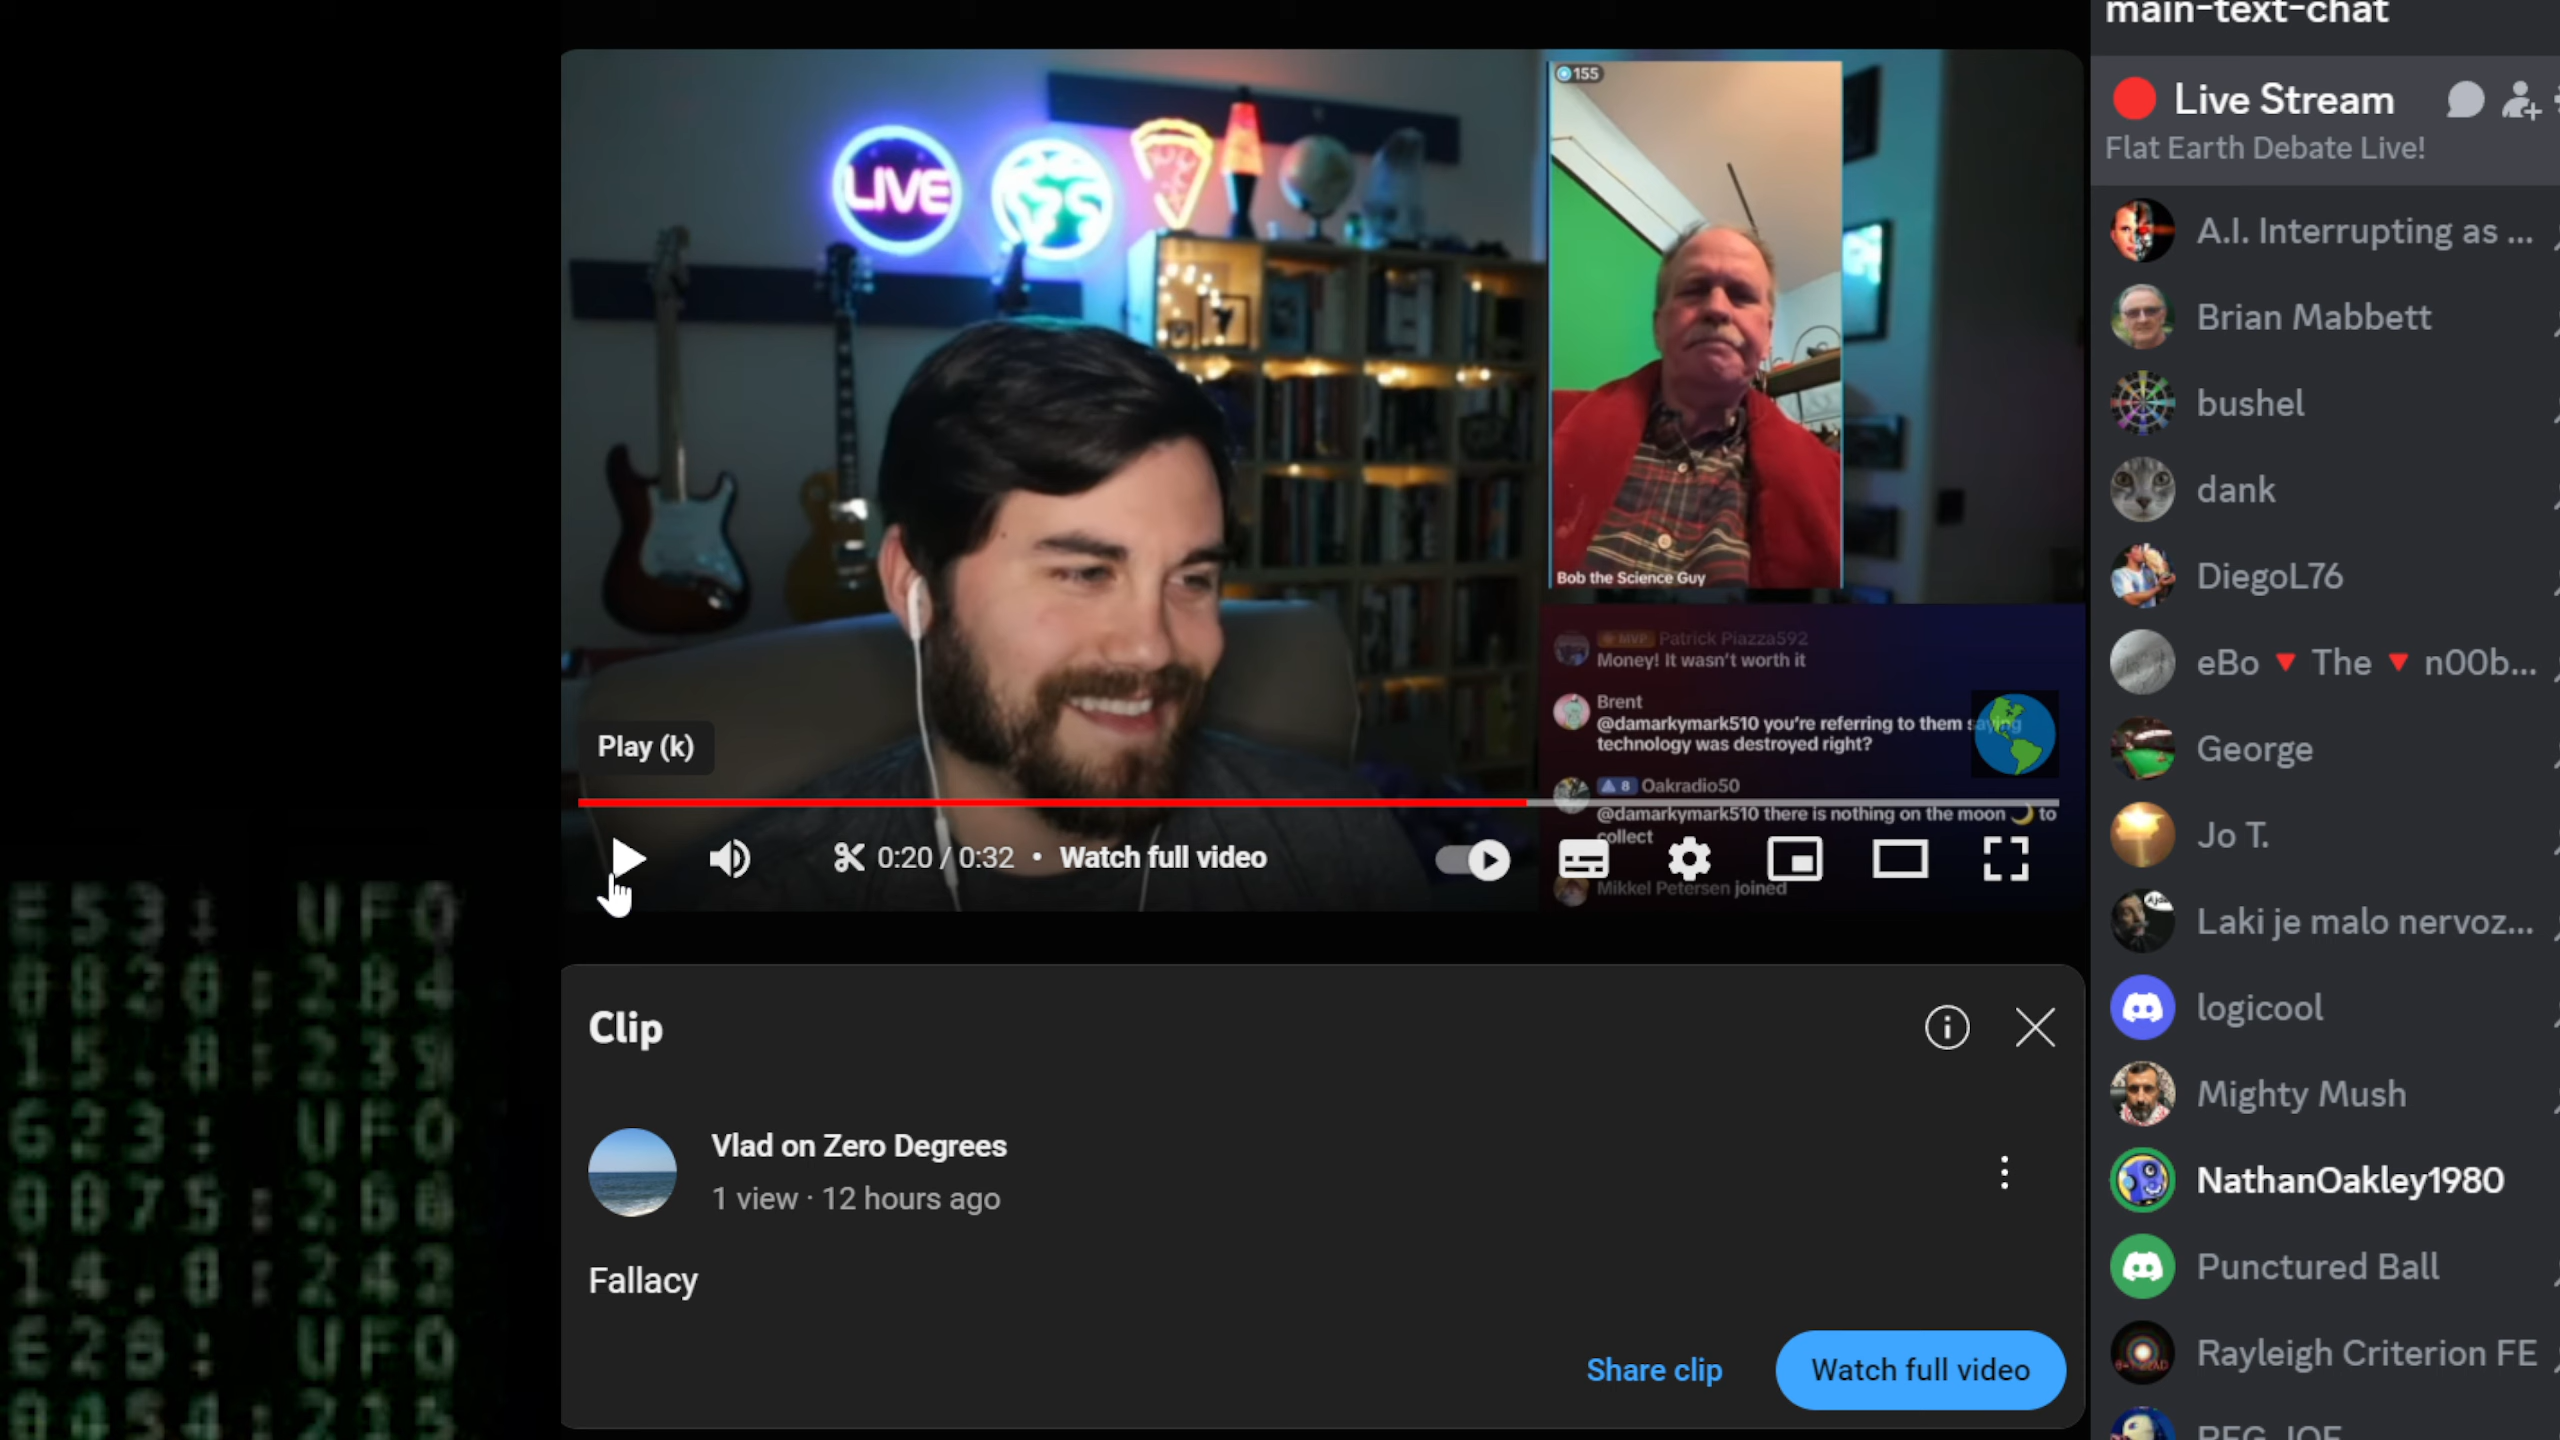 main-text-chat
Live Stream
Flat Earth Debate Live!
A.I. Interrupting as ...
Brian Mabbett
bushel
dank
DiegoL76
eBo 🔻 The 🔻 n00b...
George
Jo T.
Laki je malo nervoz...
logicool
Mighty Mush
NathanOakley1980
Punctured Ball
Rayleigh Criterion FE
LIVE
155
Bob the Science Guy
MVP Patrick Piazza592
Money! It wasn't worth it
Brent
@damarkymark510 you're referring to them saying
technology was destroyed right?
8 Oakradio50
@damarkymark510 there is nothing on the moon 🌙 to
collect
Mikkel Petersen joined
Play (k)
0:20 / 0:32 • Watch full video
Clip
Vlad on Zero Degrees
1 view · 12 hours ago
Fallacy
Share clip
Watch full video